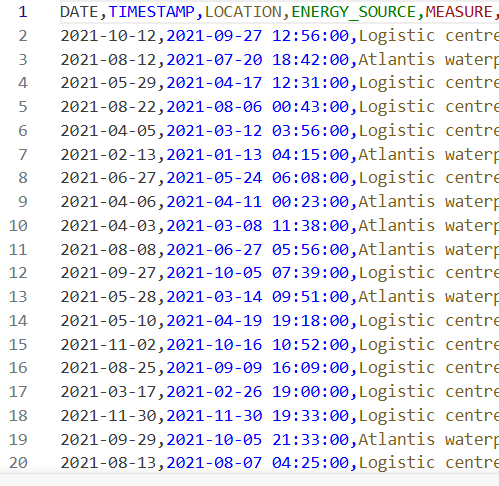 1 DATE,TIMESTAMP,LOCATION,ENERGY_SOURCE,MEASURE,
2 2021-10-12,2021-09-27 12:56:00,Logistic centre
3 2021-08-12,2021-07-20 18:42:00,Atlantis waterp
4 2021-05-29,2021-04-17 12:31:00,Logistic centre
5 2021-08-22,2021-08-06 00:43:00,Logistic centre
6 2021-04-05,2021-03-12 03:56:00,Logistic centre
7 2021-02-13,2021-01-13 04:15:00,Atlantis waterp
8 2021-06-27,2021-05-24 06:08:00,Logistic centre
9 2021-04-06,2021-04-11 00:23:00,Atlantis waterp
10 2021-04-03,2021-03-08 11:38:00,Atlantis waterp
11 2021-08-08,2021-06-27 05:56:00,Atlantis waterp
12 2021-09-27,2021-10-05 07:39:00,Logistic centre
13 2021-05-28,2021-03-14 09:51:00,Atlantis waterp
14 2021-05-10,2021-04-19 19:18:00,Logistic centre
15 2021-11-02,2021-10-16 10:52:00,Logistic centre
16 2021-08-25,2021-09-09 16:09:00,Logistic centre
17 2021-03-17,2021-02-26 19:00:00,Logistic centre
18 2021-11-30,2021-11-30 19:33:00,Logistic centre
19 2021-09-29,2021-10-05 21:33:00,Atlantis waterp
20 2021-08-13,2021-08-07 04:25:00,Logistic centre